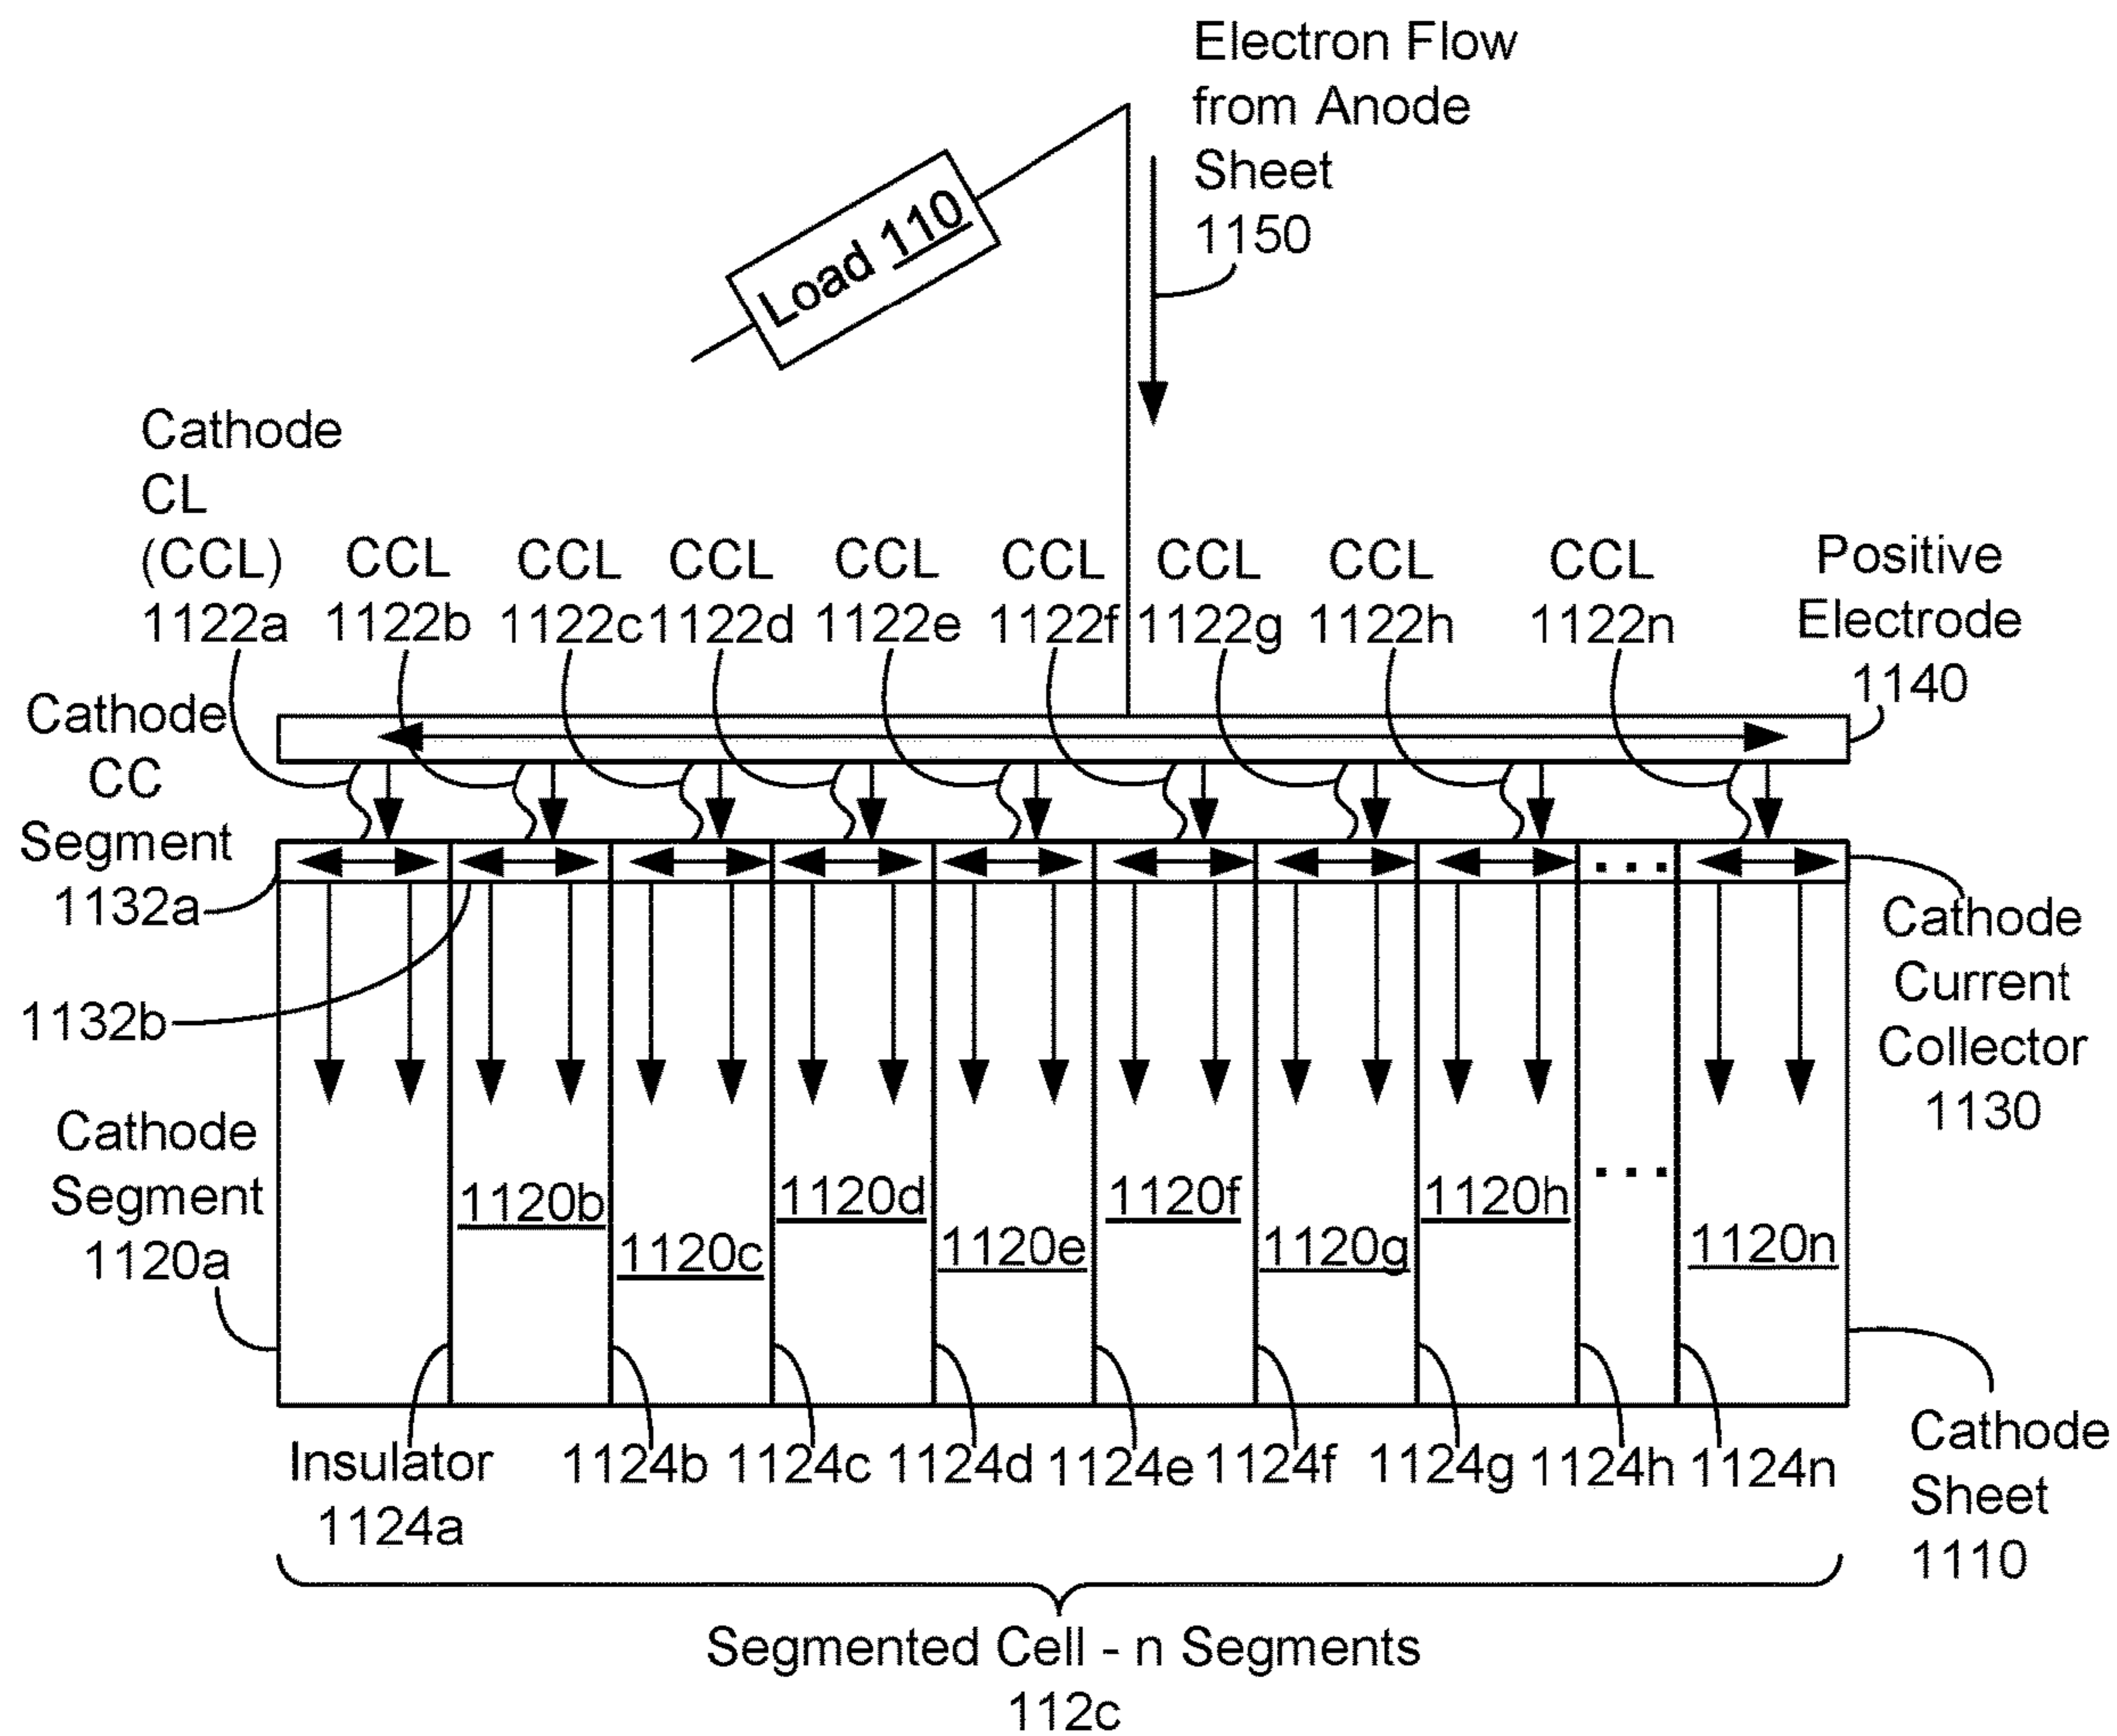 Electron Flow
from Anode
Sheet
1150
Load 110
Cathode
CL
(CCL)
1122a
CCL
1122b
CCL
1122c
CCL
1122d
CCL
1122e
CCL
1122f
CCL
1122g
CCL
1122h
CCL
1122n
Positive
Electrode
1140
Cathode
CC
Segment
1132a
1132b
...
Cathode
Current
Collector
1130
Cathode
Segment
1120a
1120b
1120c
1120d
1120e
1120f
1120g
1120h
...
1120n
Insulator
1124a
1124b
1124c
1124d
1124e
1124f
1124g
1124h
1124n
Cathode
Sheet
1110
Segmented Cell - n Segments
112c